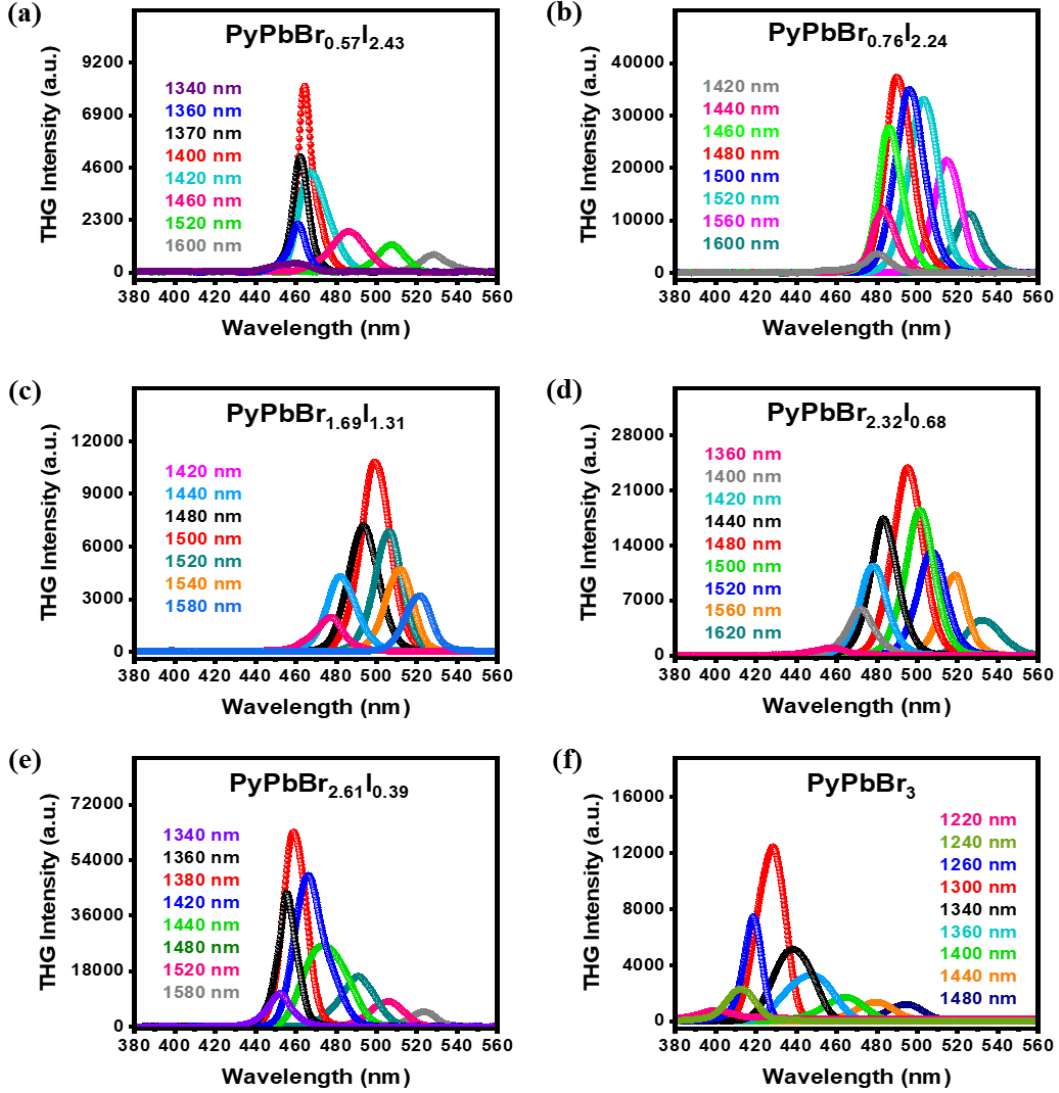 (a)
PyPbBr0.57I2.43
THG Intensity (a.u.)
9200
6900
4600
2300
0
1340 nm
1360 nm
1370 nm
1400 nm
1420 nm
1460 nm
1520 nm
1600 nm
380 400 420 440 460 480 500 520 540 560
Wavelength (nm)
(b)
PyPbBr0.76I2.24
THG Intensity (a.u.)
40000
30000
20000
10000
0
1420 nm
1440 nm
1460 nm
1480 nm
1500 nm
1520 nm
1560 nm
1600 nm
380 400 420 440 460 480 500 520 540 560
Wavelength (nm)
(c)
PyPbBr1.69I1.31
THG Intensity (a.u.)
12000
9000
6000
3000
0
1420 nm
1440 nm
1480 nm
1500 nm
1520 nm
1540 nm
1580 nm
380 400 420 440 460 480 500 520 540 560
Wavelength (nm)
(d)
PyPbBr2.32I0.68
THG Intensity (a.u.)
28000
21000
14000
7000
0
1360 nm
1400 nm
1420 nm
1440 nm
1480 nm
1500 nm
1520 nm
1560 nm
1620 nm
380 400 420 440 460 480 500 520 540 560
Wavelength (nm)
(e)
PyPbBr2.61I0.39
THG Intensity (a.u.)
72000
54000
36000
18000
0
1340 nm
1360 nm
1380 nm
1420 nm
1440 nm
1480 nm
1520 nm
1580 nm
380 400 420 440 460 480 500 520 540 560
Wavelength (nm)
(f)
PyPbBr3
THG Intensity (a.u.)
16000
12000
8000
4000
0
1220 nm
1240 nm
1260 nm
1300 nm
1340 nm
1360 nm
1400 nm
1440 nm
1480 nm
380 400 420 440 460 480 500 520 540 560
Wavelength (nm)